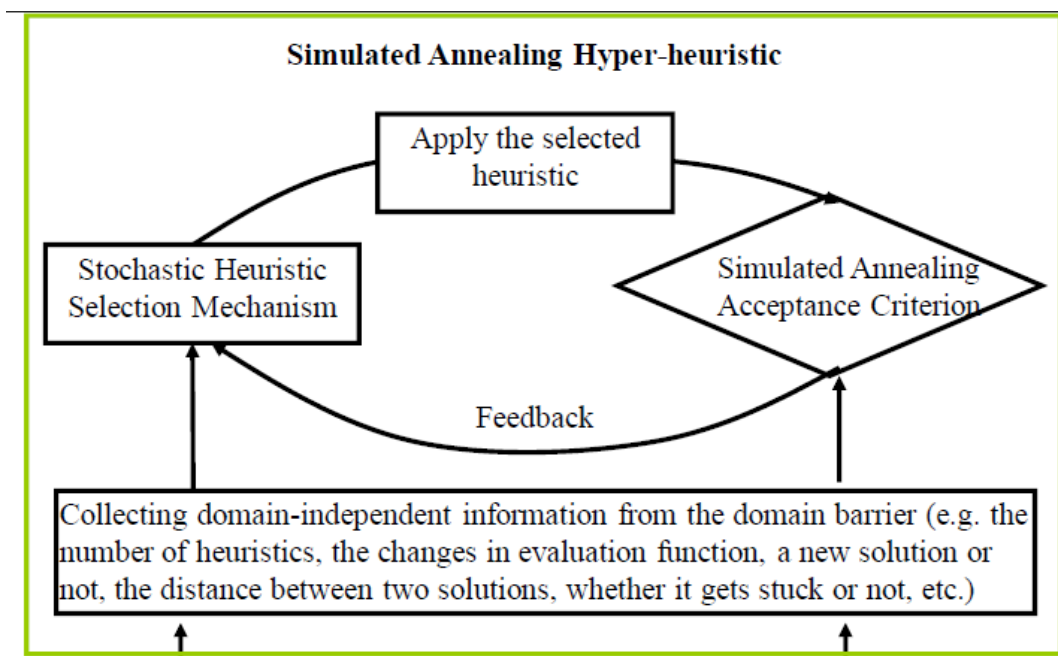 Simulated Annealing Hyper-heuristic
Apply the selected
heuristic
Stochastic Heuristic
Selection Mechanism
Simulated Annealing
Acceptance Criterion
Feedback
Collecting domain-independent information from the domain barrier (e.g. the
number of heuristics, the changes in evaluation function, a new solution or
not, the distance between two solutions, whether it gets stuck or not, etc.)